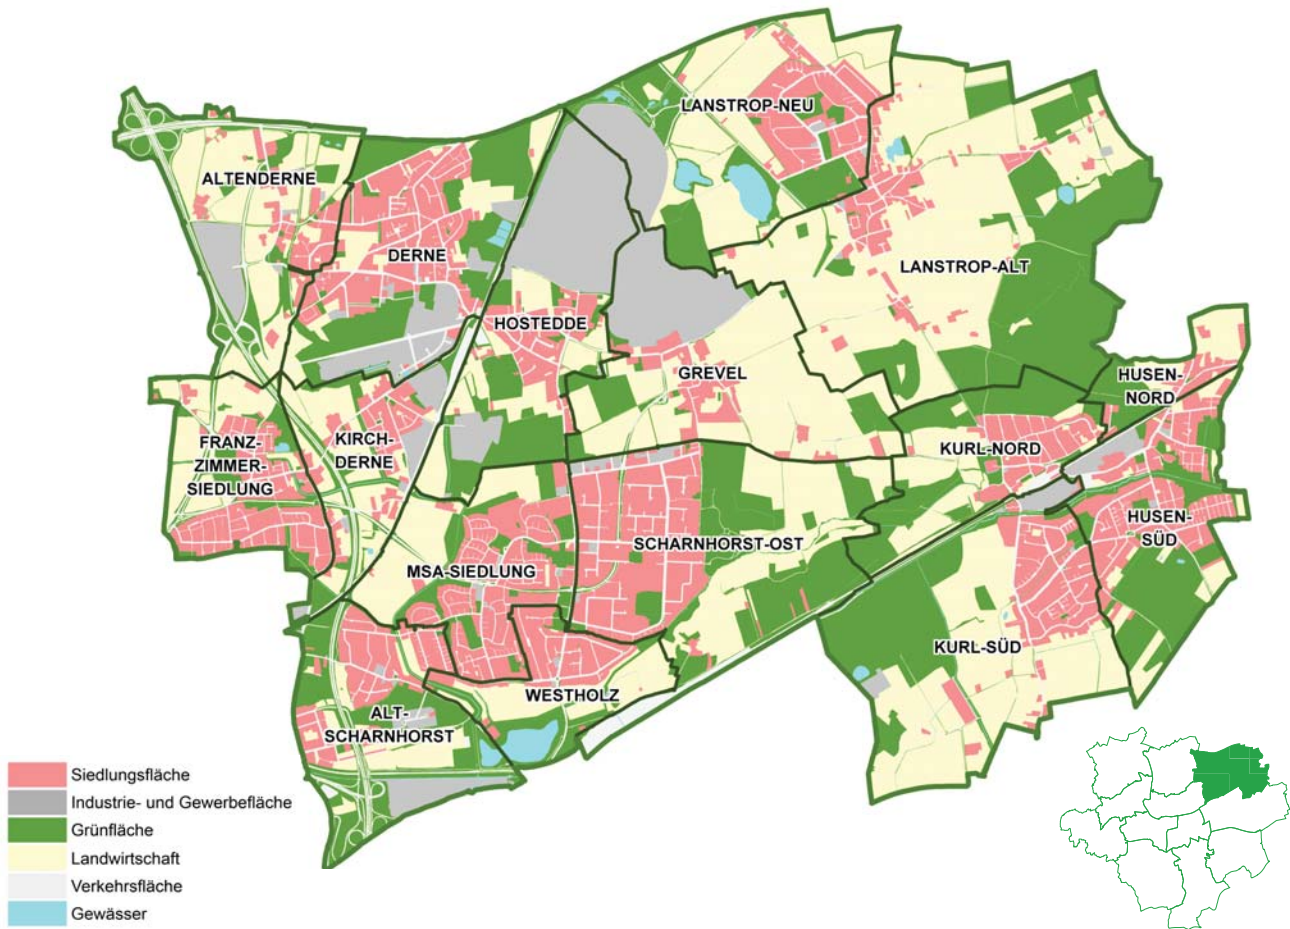 LANSTROP-NEU
ALTENDERNE
DERNE
LANSTROP-ALT
HOSTEDDE
GREVEL
HUSEN-
NORD
FRANZ-
ZIMMER-
SIEDLUNG
KIRCH-
DERNE
KURL-NORD
HUSEN-
SÜD
SCHARNHORST-OST
MSA-SIEDLUNG
KURL-SÜD
WESTHOLZ
ALT-
SCHARNHORST
Siedlungsfläche
Industrie- und Gewerbefläche
Grünfläche
Landwirtschaft
Verkehrsfläche
Gewässer